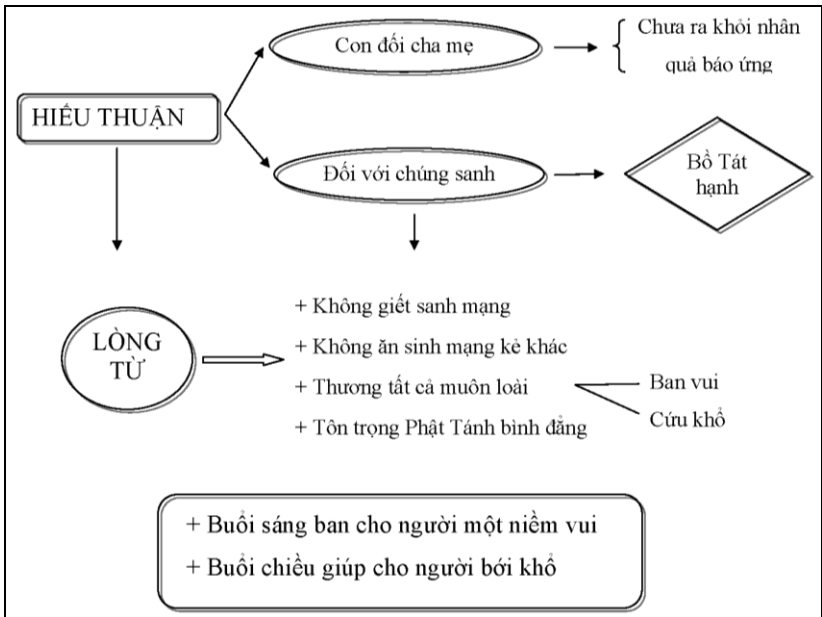 Con đối cha mẹ
Chưa ra khỏi nhân
quả báo ứng
HIẾU THUẬN
Đối với chúng sanh
Bồ Tát
hạnh
LÒNG
TỪ
+ Không giết sanh mạng
+ Không ăn sinh mạng kẻ khác
+ Thương tất cả muôn loài
+ Tôn trọng Phật Tánh bình đẳng
Ban vui
Cứu khổ
+ Buổi sáng ban cho người một niềm vui
+ Buổi chiều giúp cho người bới khổ